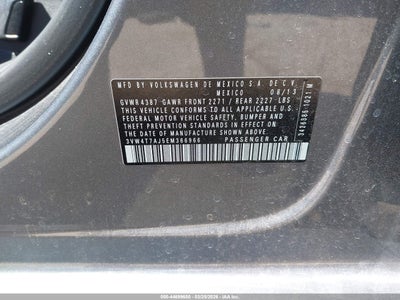 MFD BY VOLKSWAGEN DE MEXICO S.A. DE C.V.
MEXICO 08/13
GVWR4387 GAWR FRONT 2271 / REAR 2227 LBS
THIS VEHICLE CONFORMS TO ALL APPLICABLE U.S.
FEDERAL MOTOR VEHICLE SAFETY, BUMPER AND
THEFT PREVENTION STANDARDS IN EFFECT ON
THE DATE OF MANUFACTURE SHOWN ABOVE
3VW4T7AJ5EM366966 PASSENGER CAR